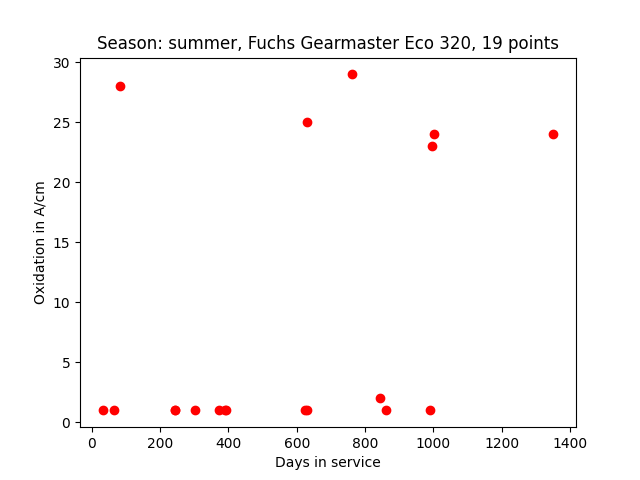 Season: summer, Fuchs Gearmaster Eco 320, 19 points
30
25
20
15
10
5
0
Oxidation in A/cm
0 200 400 600 800 1000 1200 1400
Days in service